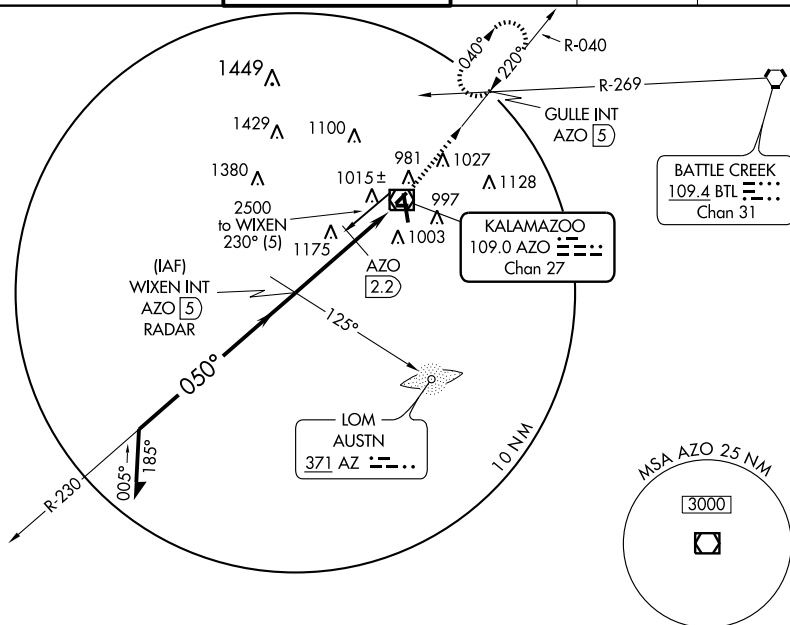 1449
040°
220°
R-040
R-269
GULLE INT
AZO 5
1429
1100
1380
1015±
981
1027
1128
997
1003
1175
BATTLE CREEK
109.4 BTL
Chan 31
2500
to WIXEN
230° (5)
KALAMAZOO
109.0 AZO
Chan 27
AZO
2.2
(IAF)
WIXEN INT
AZO 5
RADAR
125°
050°
LOM
AUSTN
371 AZ
10 NM
R-230
005°
185°
MSA AZO 25 NM
3000